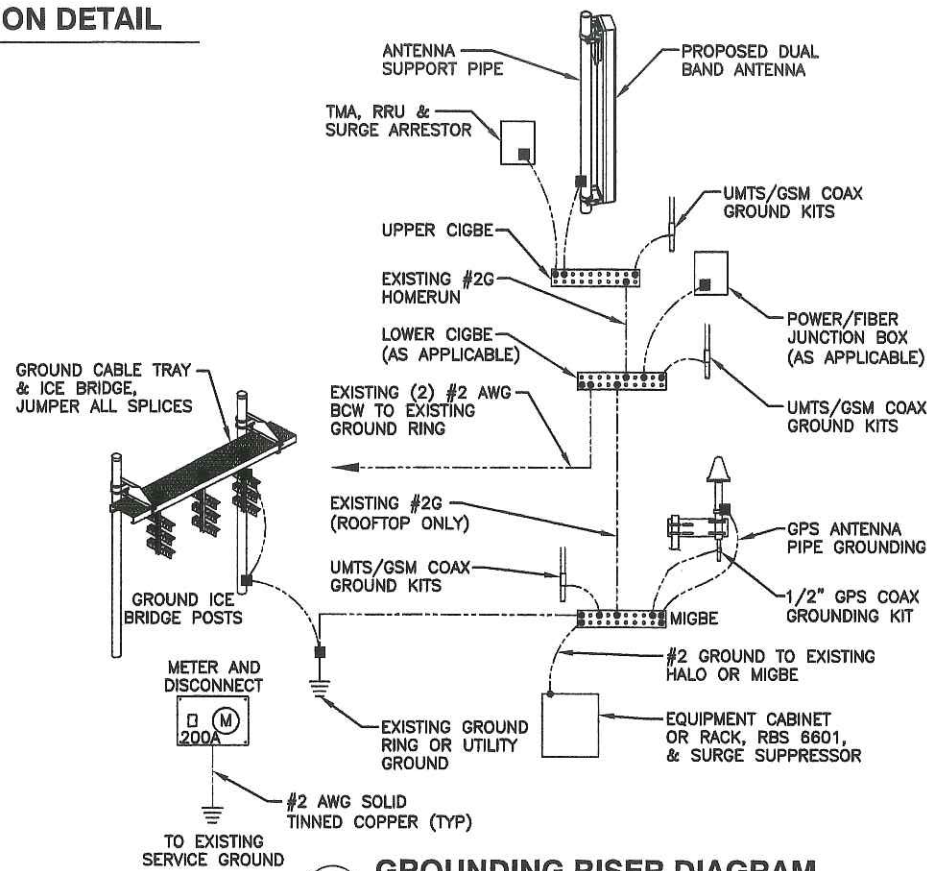 ON DETAIL
ANTENNA
SUPPORT PIPE
PROPOSED DUAL
BAND ANTENNA
TMA, RRU &
SURGE ARRESTOR
UMTS/GSM COAX
GROUND KITS
UPPER CIGBE
EXISTING #2G
HOMERUN
POWER/FIBER
JUNCTION BOX
(AS APPLICABLE)
LOWER CIGBE
(AS APPLICABLE)
GROUND CABLE TRAY
& ICE BRIDGE,
JUMPER ALL SPLICES
EXISTING (2) #2 AWG
BCW TO EXISTING
GROUND RING
UMTS/GSM COAX
GROUND KITS
EXISTING #2G
(ROOFTOP ONLY)
GPS ANTENNA
PIPE GROUNDING
UMTS/GSM COAX
GROUND KITS
1/2" GPS COAX
GROUNDING KIT
GROUND ICE
BRIDGE POSTS
MIGBE
#2 GROUND TO EXISTING
HALO OR MIGBE
METER AND
DISCONNECT
M
200A
EXISTING GROUND
RING OR UTILITY
GROUND
EQUIPMENT CABINET
OR RACK, RBS 6601,
& SURGE SUPPRESSOR
#2 AWG SOLID
TINNED COPPER (TYP)
TO EXISTING
SERVICE GROUND
GROUNDING RISER DIAGRAM